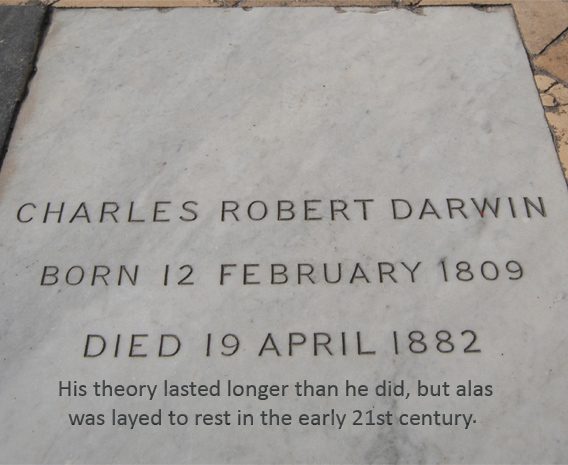 CHARLES ROBERT DARWIN
BORN 12 FEBRUARY 1809
DIED 19 APRIL 1882
His theory lasted longer than he did, but alas
was layed to rest in the early 21st century.